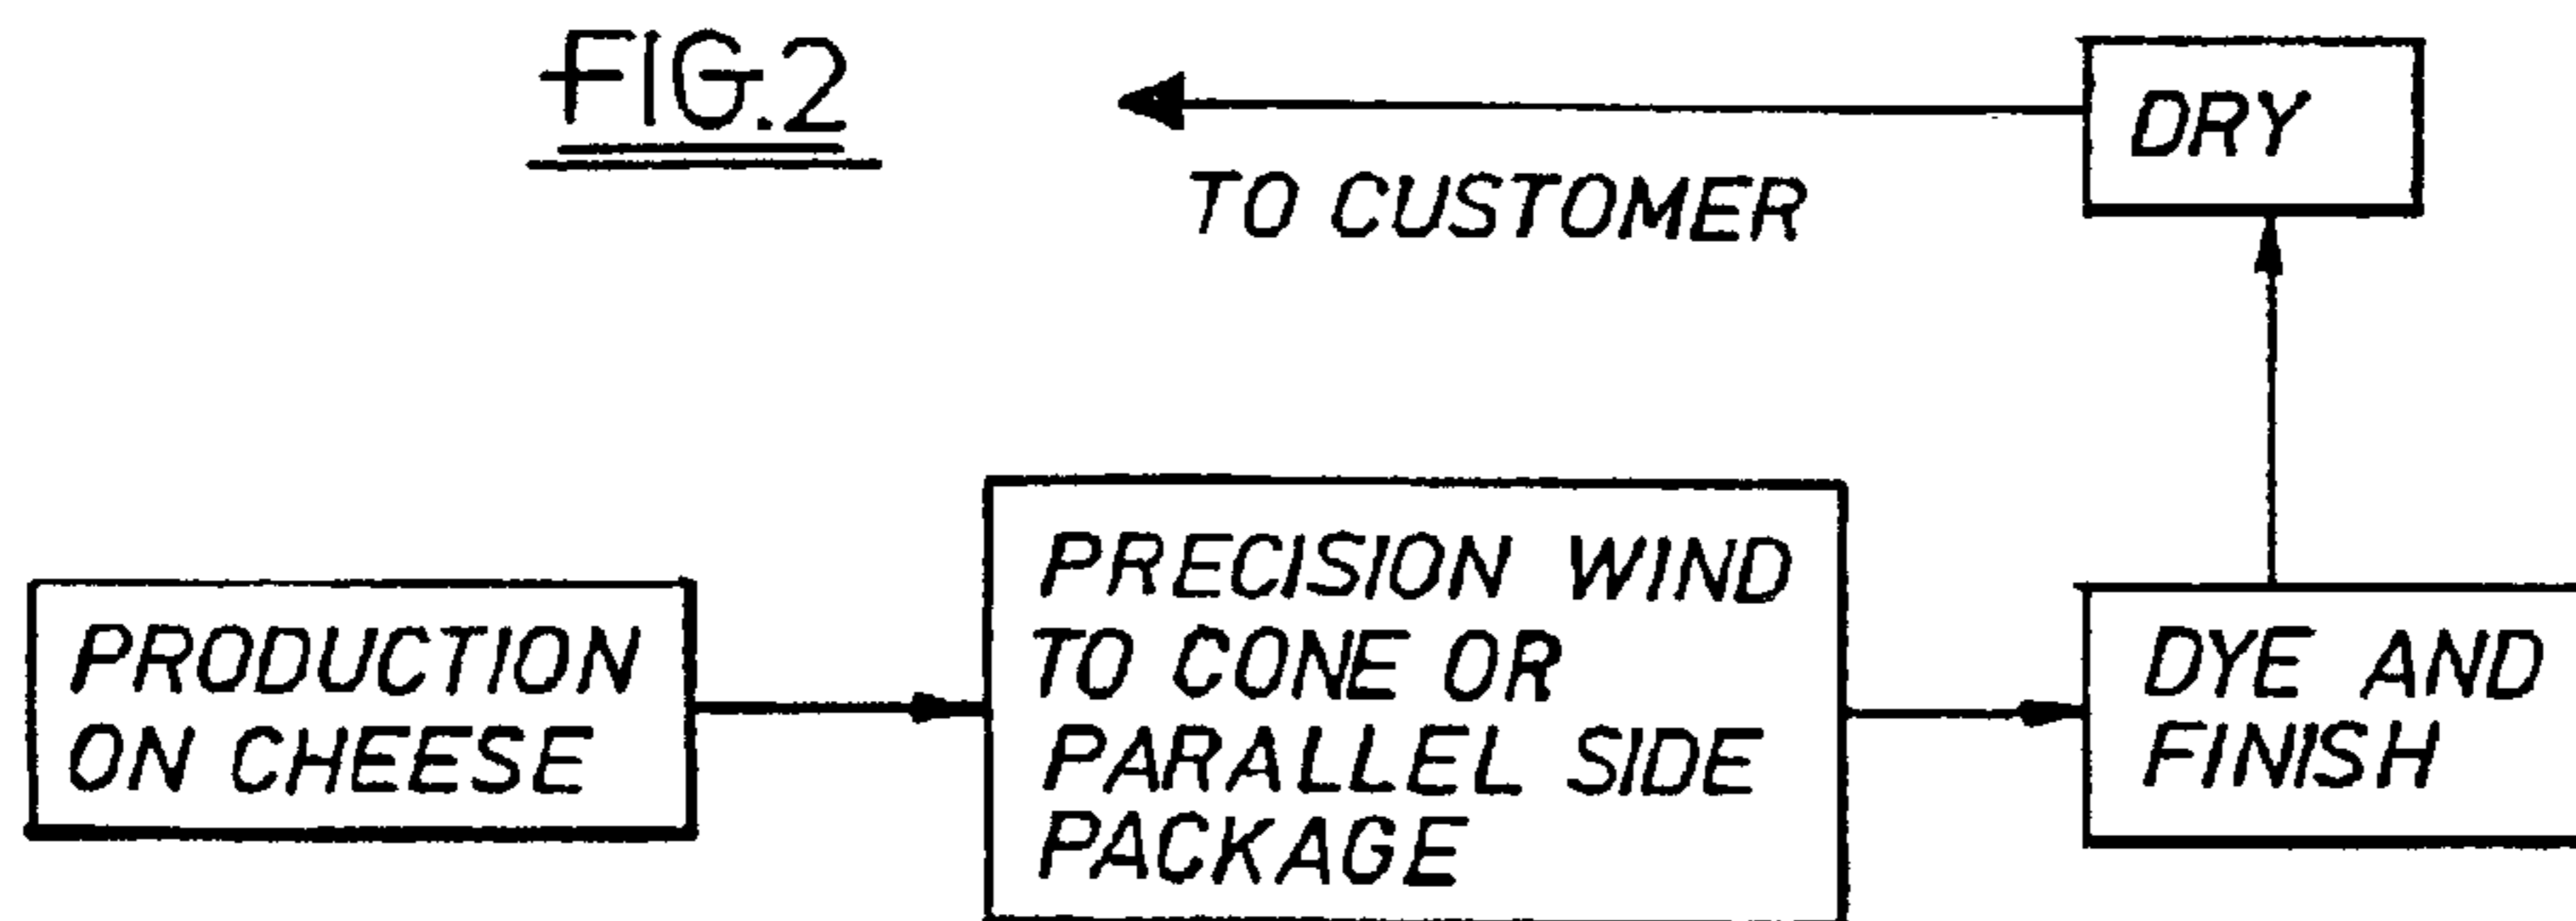 FIG.2
DRY
TO CUSTOMER
PRODUCTION
ON CHEESE
PRECISION WIND
TO CONE OR
PARALLEL SIDE
PACKAGE
DYE AND
FINISH